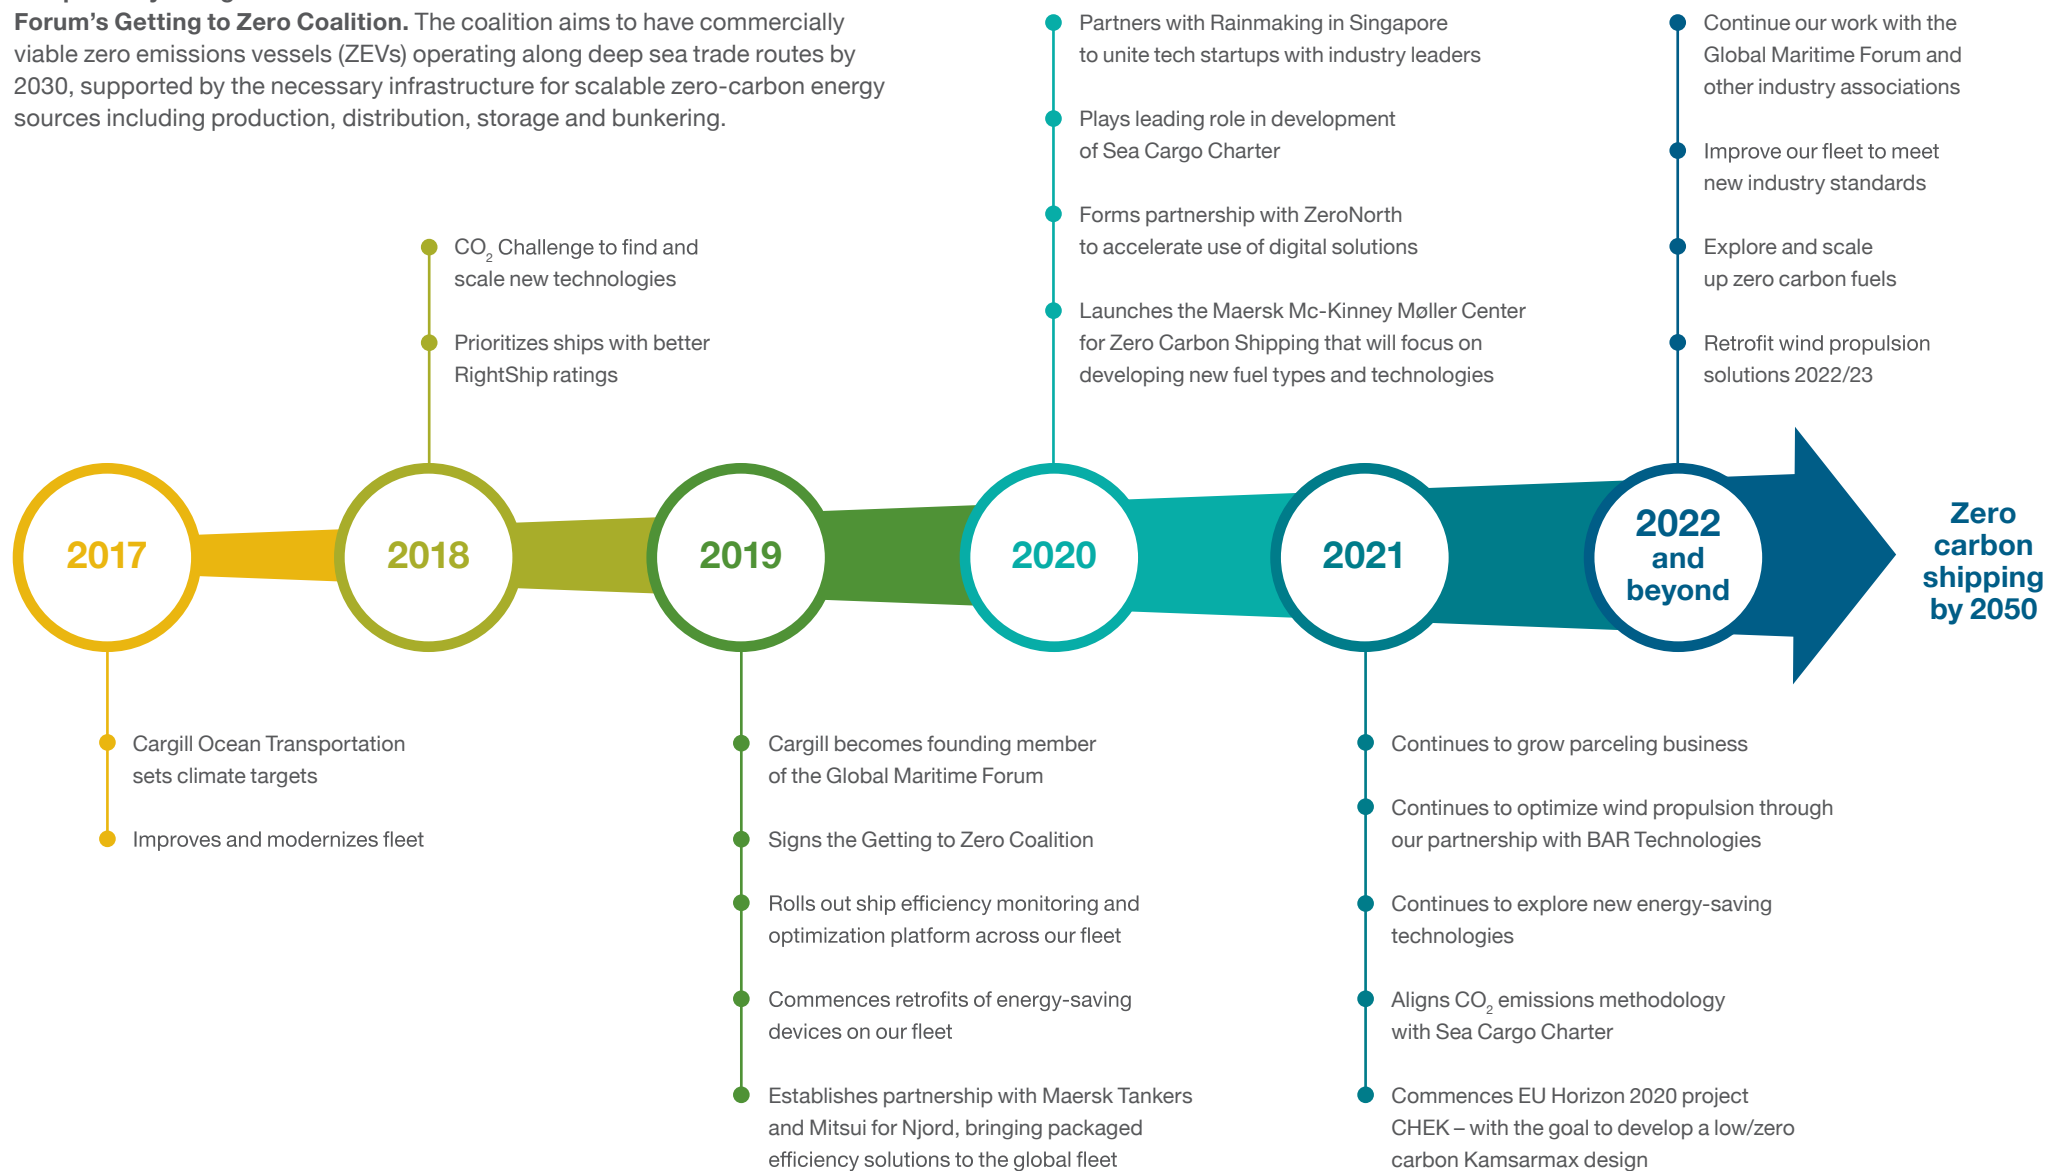 Forum's Getting to Zero Coalition. The coalition aims to have commercially
viable zero emissions vessels (ZEVs) operating along deep sea trade routes by
2030, supported by the necessary infrastructure for scalable zero-carbon energy
sources including production, distribution, storage and bunkering.
CO₂ Challenge to find and
scale new technologies
Prioritizes ships with better
RightShip ratings
Partners with Rainmaking in Singapore
to unite tech startups with industry leaders
Plays leading role in development
of Sea Cargo Charter
Forms partnership with ZeroNorth
to accelerate use of digital solutions
Launches the Maersk Mc-Kinney Møller Center
for Zero Carbon Shipping that will focus on
developing new fuel types and technologies
Continue our work with the
Global Maritime Forum and
other industry associations
Improve our fleet to meet
new industry standards
Explore and scale
up zero carbon fuels
Retrofit wind propulsion
solutions 2022/23
2017
2018
2019
2020
2021
2022
and
beyond
Zero
carbon
shipping
by 2050
Cargill Ocean Transportation
sets climate targets
Improves and modernizes fleet
Cargill becomes founding member
of the Global Maritime Forum
Signs the Getting to Zero Coalition
Rolls out ship efficiency monitoring and
optimization platform across our fleet
Commences retrofits of energy-saving
devices on our fleet
Establishes partnership with Maersk Tankers
and Mitsui for Njord, bringing packaged
efficiency solutions to the global fleet
Continues to grow parceling business
Continues to optimize wind propulsion through
our partnership with BAR Technologies
Continues to explore new energy-saving
technologies
Aligns CO₂ emissions methodology
with Sea Cargo Charter
Commences EU Horizon 2020 project
CHEK – with the goal to develop a low/zero
carbon Kamsarmax design